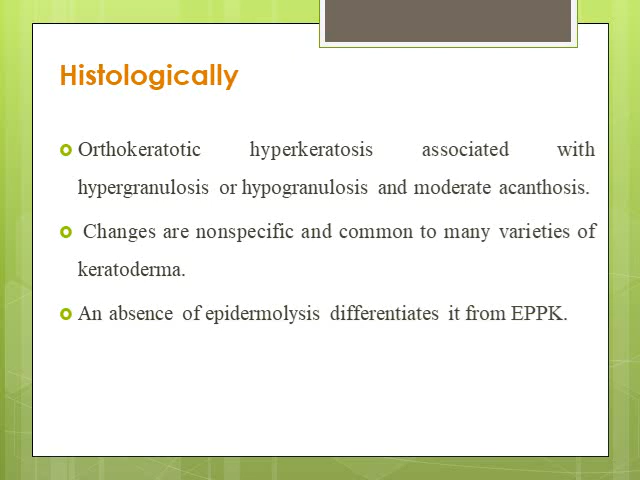 Histologically
Orthokeratotic hyperkeratosis associated with
hypergranulosis or hypogranulosis and moderate acanthosis.
Changes are nonspecific and common to many varieties of
keratoderma.
An absence of epidermolysis differentiates it from EPPK.